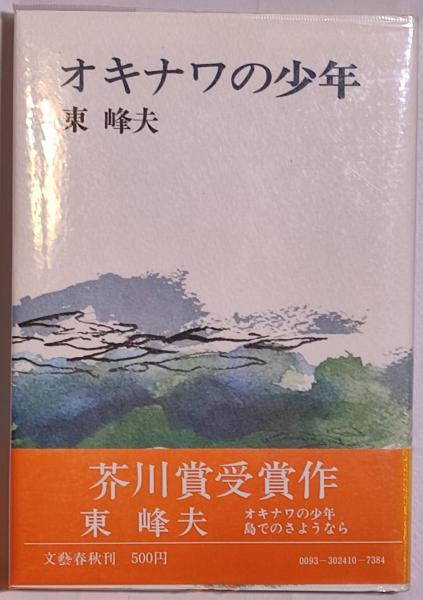 オキナワの少年
東 峰夫
芥川賞受賞作
東 峰夫
オキナワの少年
島でのさようなら
文藝春秋刊 500円
0093-302410-7384